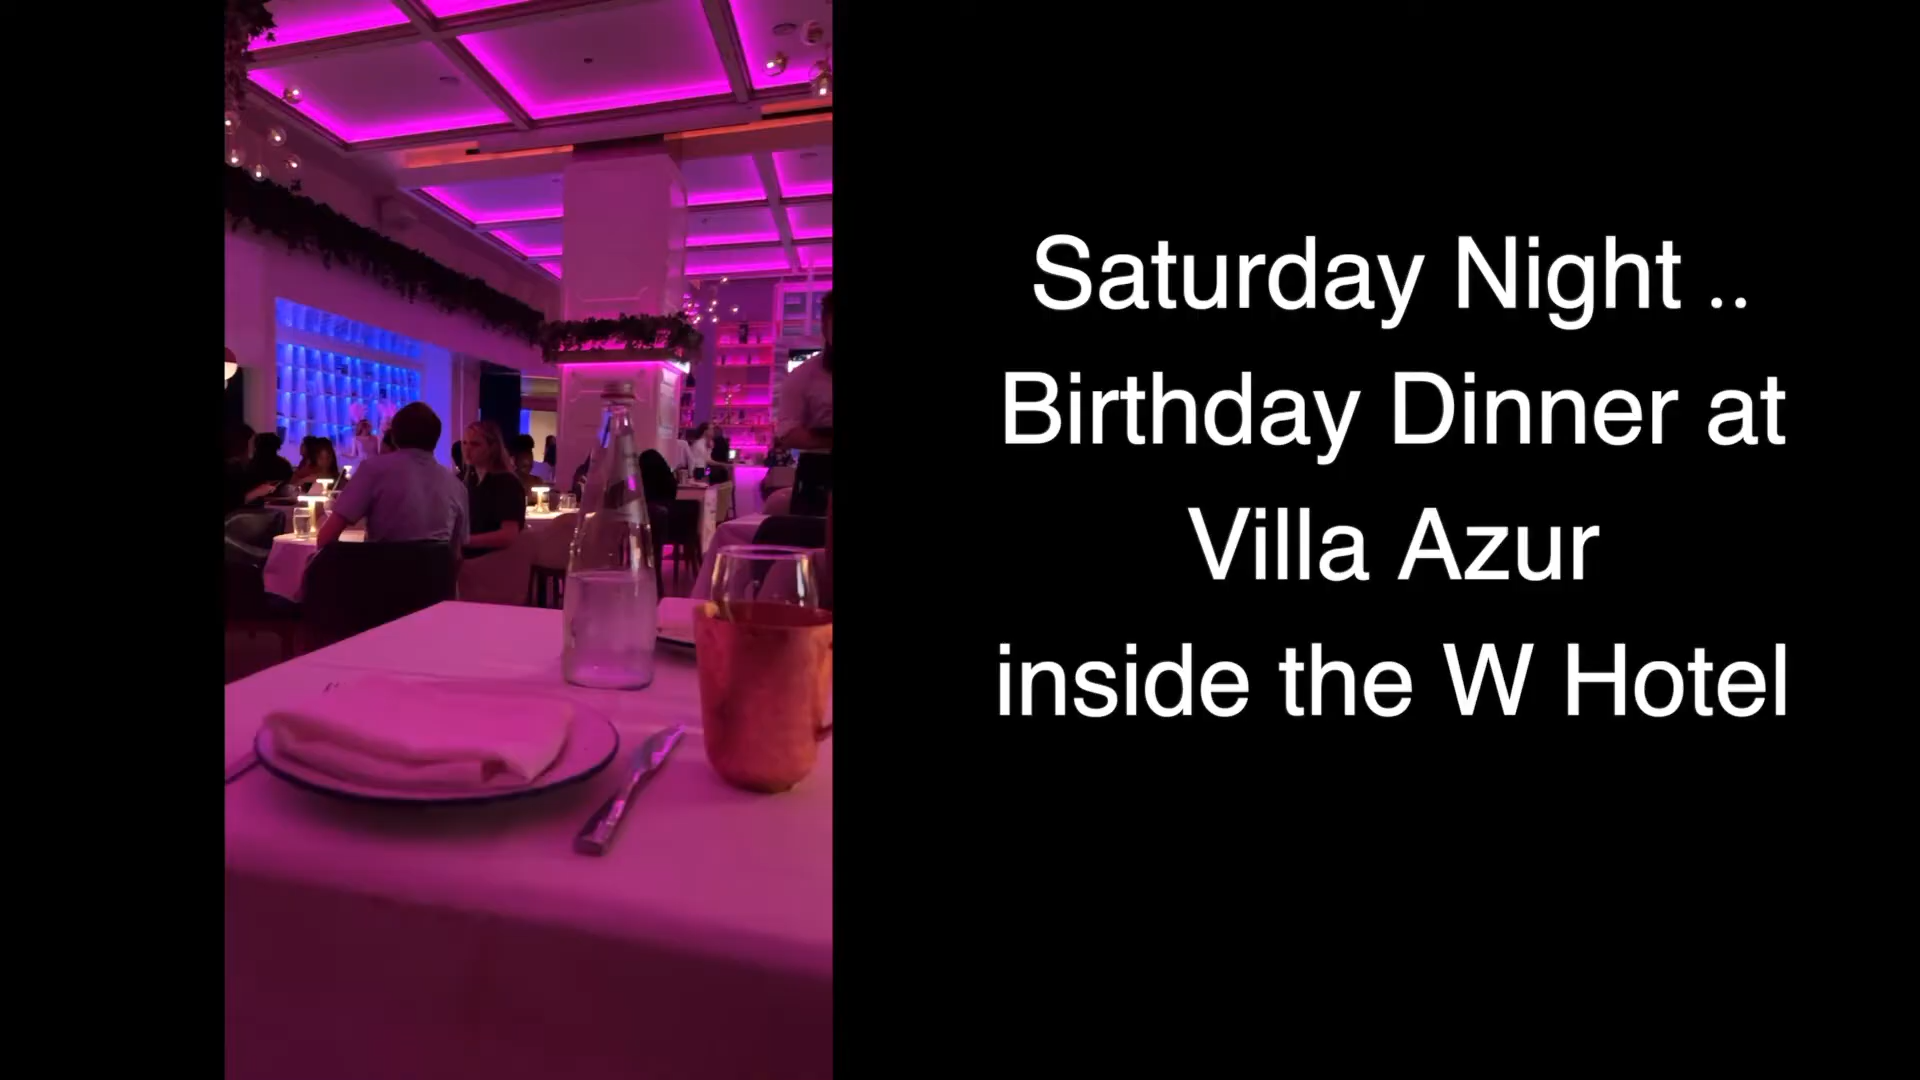 Saturday Night ..
Birthday Dinner at
Villa Azur
inside the W Hotel